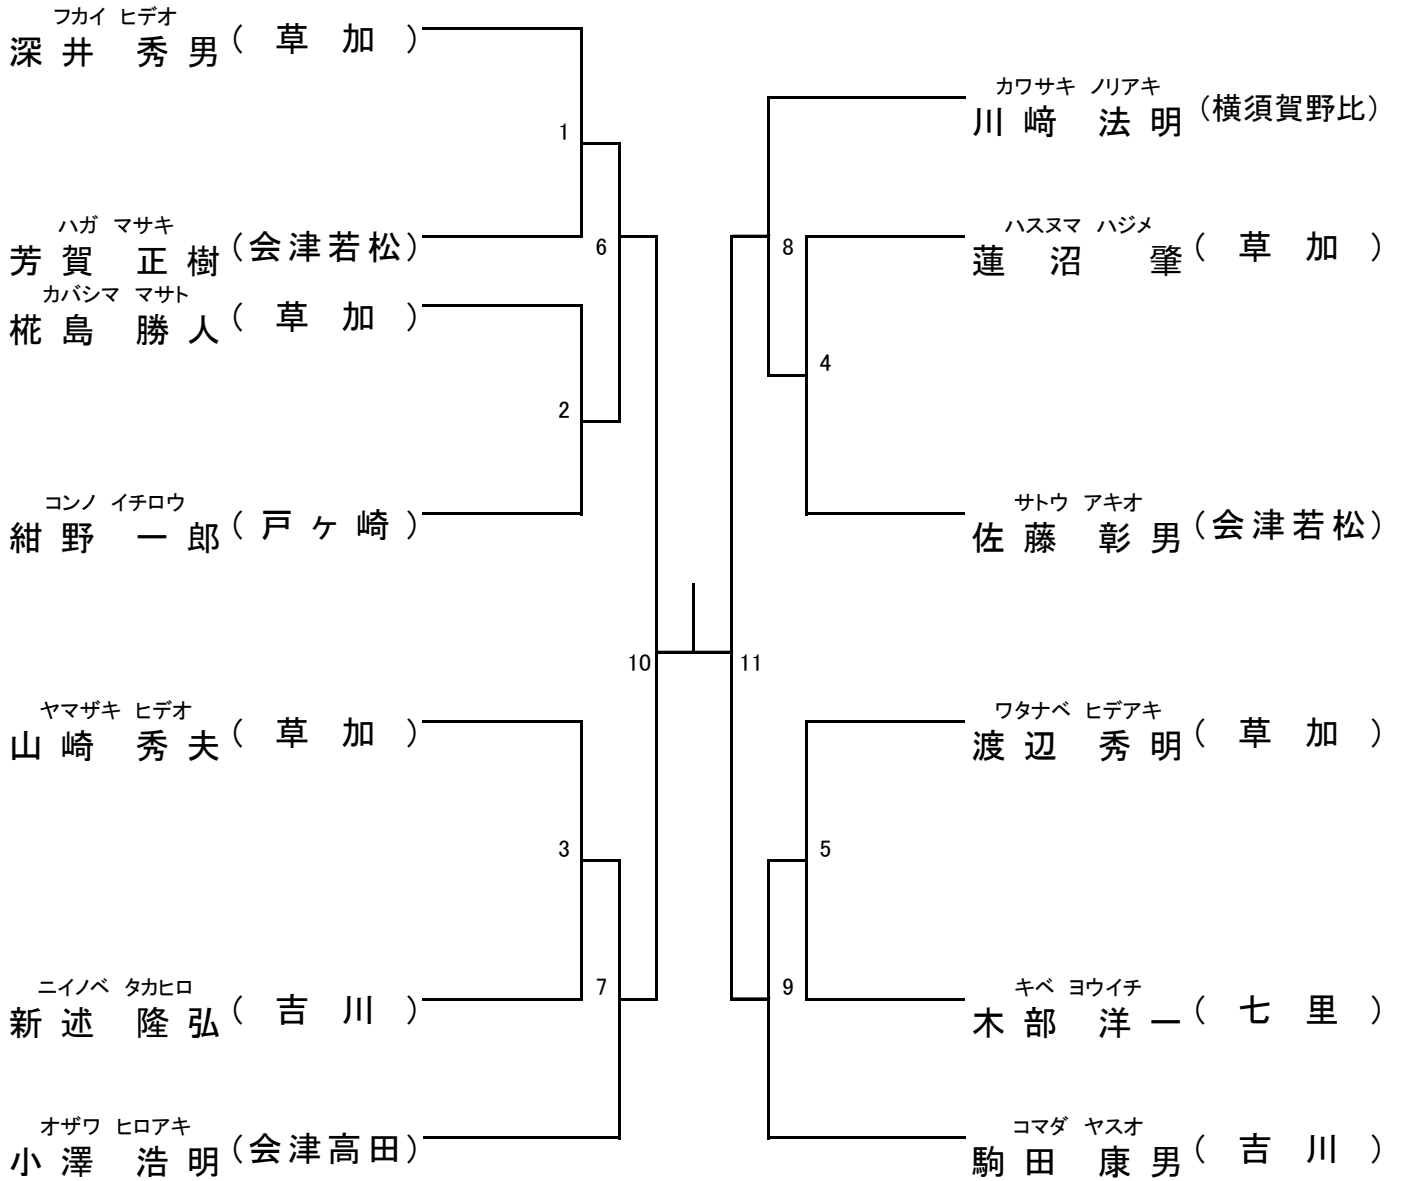 フカイ ヒデオ
深井 秀男 ( 草加 )
1
ハガ マサキ
芳賀 正樹 (会津若松)
6
カバシマ マサト
椛島 勝人 ( 草加 )
2
コンノ イチロウ
紺野 一郎 ( 戸ヶ崎 )
10
ヤマザキ ヒデオ
山崎 秀夫 ( 草加 )
3
ニイノベ タカヒロ
新述 隆弘 ( 吉川 )
7
オザワ ヒロアキ
小澤 浩明 (会津高田)
カワサキ ノリアキ
川﨑 法明 (横須賀野比)
8
ハスヌマ ハジメ
蓮沼 肇 ( 草加 )
4
サトウ アキオ
佐藤 彰男 (会津若松)
11
ワタナベ ヒデアキ
渡辺 秀明 ( 草加 )
5
9
キベ ヨウイチ
木部 洋一 ( 七里 )
コマダ ヤスオ
駒田 康男 ( 吉川 )